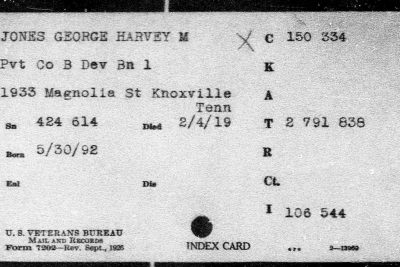 JONES GEORGE HARVEY M X C 150 334
Pvt Co B Dev Bn 1 K
1933 Magnolia St Knoxville A
Tenn
Sn 424 614 Died 2/4/19 T 2 791 838
Born 5/30/92 R
Enl Dis Ct.
I 106 544
U. S. VETERANS BUREAU
MAIL AND RECORDS
Form 7202—Rev. Sept., 1926 INDEX CARD